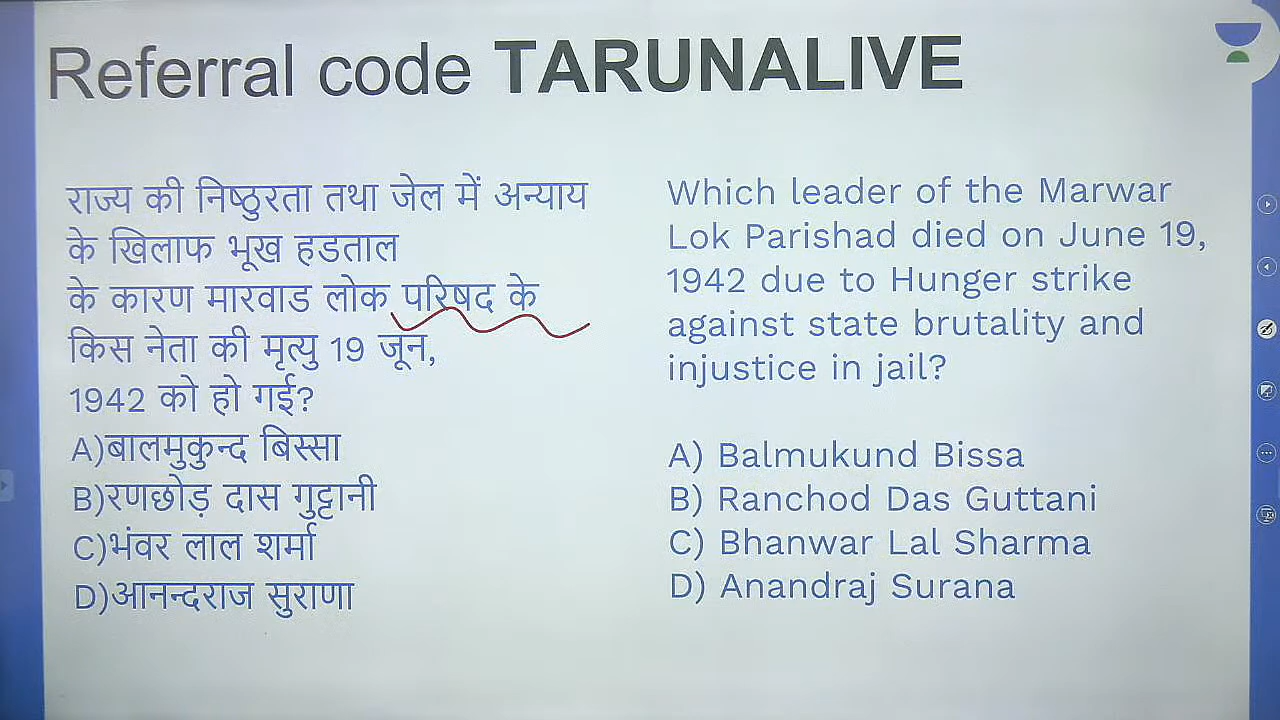 Referral code TARUNALIVE
राज्य की निष्ठुरता तथा जेल में अन्याय
के खिलाफ भूख हडताल
के कारण मारवाड लोक परिषद के
किस नेता की मृत्यु 19 जून,
1942 को हो गई?
A)बालमुकुन्द बिस्सा
B)रणछोड़ दास गुट्टानी
C)भंवर लाल शर्मा
D)आनन्दराज सुराणा
Which leader of the Marwar
Lok Parishad died on June 19,
1942 due to Hunger strike
against state brutality and
injustice in jail?
A) Balmukund Bissa
B) Ranchod Das Guttani
C) Bhanwar Lal Sharma
D) Anandraj Surana